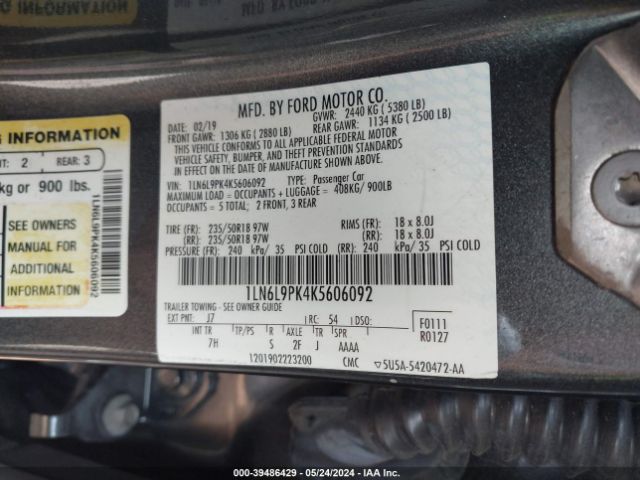 G INFORMATION
MFD. BY FORD MOTOR CO.
DATE: 02/19
GVWR: 2440 KG ( 5380 LB)
FRONT GAWR: 1306 KG ( 2880 LB)
REAR GAWR: 1134 KG ( 2500 LB)
THIS VEHICLE CONFORMS TO ALL APPLICABLE FEDERAL MOTOR
VEHICLE SAFETY, BUMPER, AND THEFT PREVENTION STANDARDS
IN EFFECT ON THE DATE OF MANUFACTURE SHOWN ABOVE.
VIN: 1LN6L9PK4K5606092 TYPE: Passenger Car
MAXIMUM LOAD = OCCUPANTS + LUGGAGE = 408KG/ 900LB
OCCUPANTS = 5 TOTAL; 2 FRONT, 3 REAR
TIRE (FR): 235/50R18 97W RIMS (FR): 18 x 8.0J
(RR): 235/50R18 97W (RR): 18 x 8.0J
PRESSURE (FR): 240 kPa/ 35 PSI COLD (RR): 240 kPa/ 35 PSI COLD
1LN6L9PK4K5606092
TRAILER TOWING - SEE OWNER GUIDE
EXT PNT: J7 RC: 54 DSO: F0111
INT TR TP/PS R AXLE TR SPR R0127
7H S 2F J AAAA
1201902223200 CMC 5U5A-5420472-AA
G INFORMATION
NT: 2 REAR: 3
kg or 900 lbs.
SEE OWNERS
MANUAL FOR
ADDITIONAL
INFORMATION
1LN6L9PK4K5606092
000-39486429 - 05/24/2024 - IAA Inc.